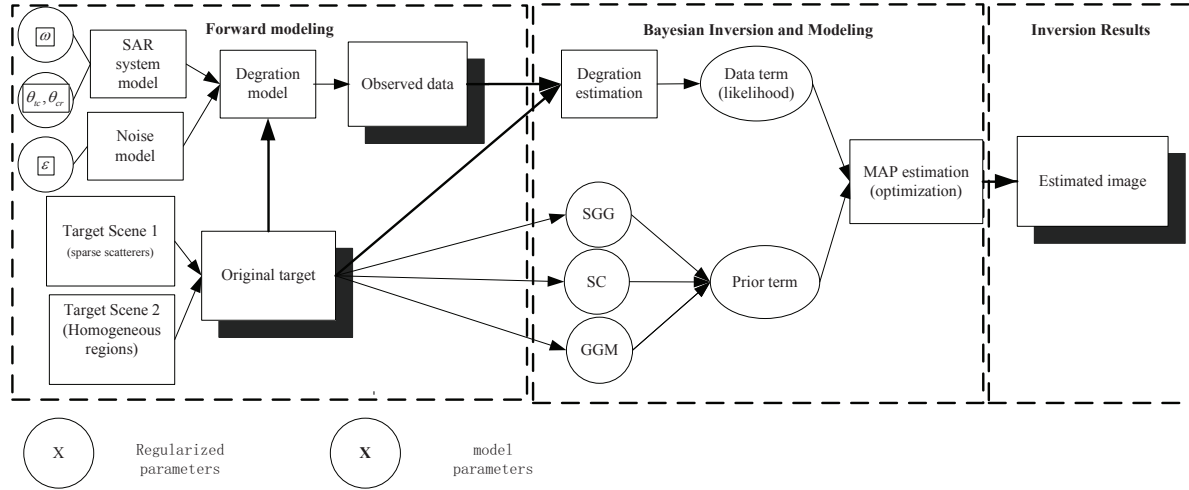 Forward modeling
Bayesian Inversion and Modeling
Inversion Results
ω
θtc , θcr
ε
SAR
system
model
Noise
model
Degration
model
Observed data
Target Scene 1
(sparse scatterers)
Target Scene 2
(Homogeneous
regions)
Original target
Degration
estimation
Data term
(likelihood)
SGG
SC
GGM
Prior term
MAP estimation
(optimization)
Estimated image
X
Regularized
parameters
X
model
parameters